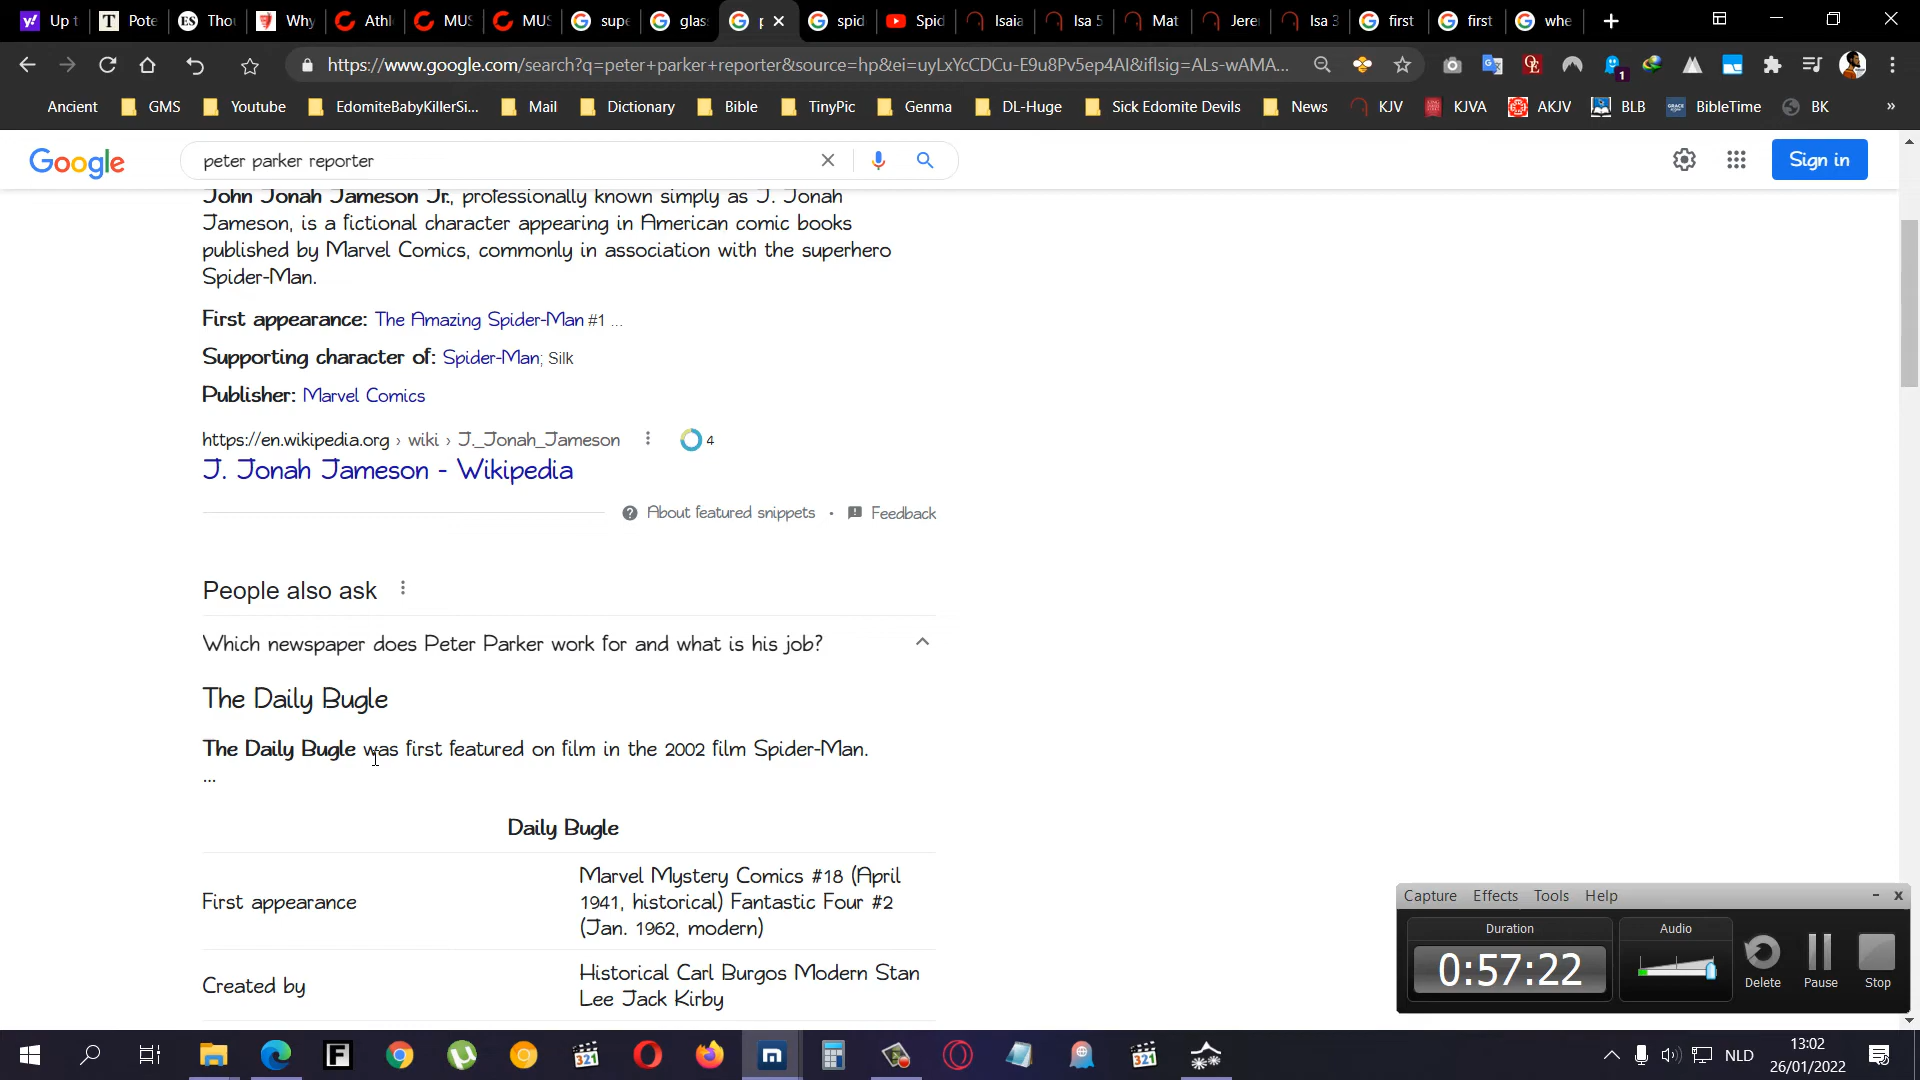 Up t
Pote
Thou
Why
Athl
MUS
MUS
supe
glas
p
spid
Spid
Isaia
Isa 5
Mat
Jere
Isa 3
first
first
whe
https://www.google.com/search?q=peter+parker+reporter&source=hp&ei=uyLxYcCDCu-E9u8Pv5ep4AI&iflsig=ALs-wAMA...
Ancient
GMS
Youtube
EdomiteBabyKillerSi...
Mail
Dictionary
Bible
TinyPic
Genma
DL-Huge
Sick Edomite Devils
News
KJV
KJVA
AKJV
BLB
BibleTime
BK
»
Google
peter parker reporter
Sign in
John Jonah Jameson Jr., professionally known simply as J. Jonah
Jameson, is a fictional character appearing in American comic books
published by Marvel Comics, commonly in association with the superhero
Spider-Man.
First appearance: The Amazing Spider-Man #1 ...
Supporting character of: Spider-Man; Silk
Publisher: Marvel Comics
https://en.wikipedia.org › wiki › J._Jonah_Jameson
4
J. Jonah Jameson - Wikipedia
About featured snippets • Feedback
People also ask
Which newspaper does Peter Parker work for and what is his job?
The Daily Bugle
The Daily Bugle was first featured on film in the 2002 film Spider-Man.
...
Daily Bugle
First appearance
Marvel Mystery Comics #18 (April
1941, historical) Fantastic Four #2
(Jan. 1962, modern)
Created by
Historical Carl Burgos Modern Stan
Lee Jack Kirby
Capture Effects Tools Help
Duration
0:57:22
Audio
Delete
Pause
Stop
NLD
13:02
26/01/2022